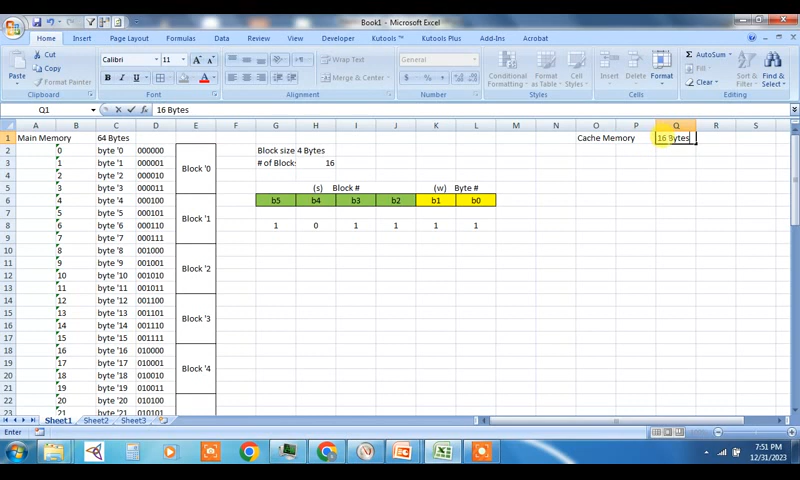 Book1 - Microsoft Excel
Home Insert Page Layout Formulas Data Review View Developer Kutools ™ Kutools Plus Add-Ins Acrobat
Paste
Cut
Copy
Format Painter
Clipboard
Calibri 11
Font
Wrap Text
Merge & Center
Alignment
General
Number
Conditional Formatting
Format as Table
Cell Styles
Styles
Insert Delete Format
Cells
AutoSum
Fill
Clear
Sort & Filter
Find & Select
Editing
Q1 16 Bytes
A B C D E F G H I J K L M N O P Q R S
1 Main Memory 64 Bytes Cache Memory 16 Bytes
2 0 byte '0 000000 Block size 4 Bytes
3 1 byte '1 000001 Block '0 # of Blocks 16
4 2 byte '2 000010
5 3 byte '3 000011 (s) Block # (w) Byte #
6 4 byte '4 000100 b5 b4 b3 b2 b1 b0
7 5 byte '5 000101 Block '1
8 6 byte '6 000110 1 0 1 1 1 1
9 7 byte '7 000111
10 8 byte '8 001000
11 9 byte '9 001001 Block '2
12 10 byte '10 001010
13 11 byte '11 001011
14 12 byte '12 001100
15 13 byte '13 001101 Block '3
16 14 byte '14 001110
17 15 byte '15 001111
18 16 byte '16 010000
19 17 byte '17 010001 Block '4
20 18 byte '18 010010
21 19 byte '19 010011
22 20 byte '20 010100
23 21 byte '21 010101
Sheet1 Sheet2 Sheet3
Enter 100%
7:51 PM
12/31/2023